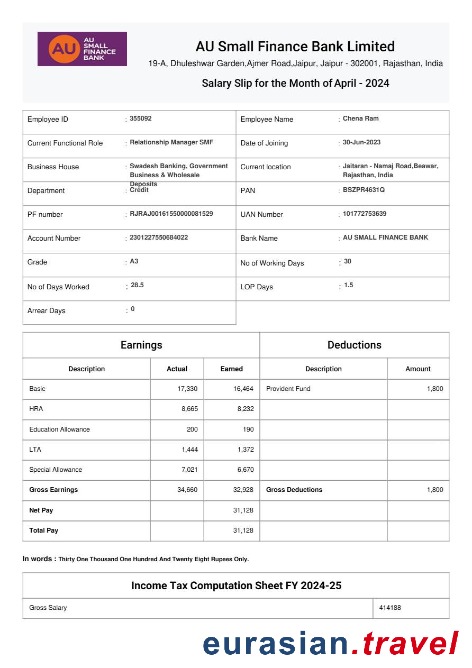 AU
SMALL
FINANCE
BANK
AU
AU Small Finance Bank Limited
19-A, Dhuleshwar Garden,Ajmer Road,Jaipur, Jaipur - 302001, Rajasthan, India
Salary Slip for the Month of April - 2024
Employee ID : 355092 Employee Name : Chena Ram
Current Functional Role : Relationship Manager SMF Date of Joining : 30-Jun-2023
Business House : Swadesh Banking, Government Current location : Jaitaran - Namaj Road,Beawar,
Business & Wholesale Rajasthan, India
Deposits
Department : Credit PAN : BSZPR4631Q
PF number : RJRAJ00161550000081529 UAN Number : 101772753639
Account Number : 2301227550684022 Bank Name : AU SMALL FINANCE BANK
Grade : A3 No of Working Days : 30
No of Days Worked : 28.5 LOP Days : 1.5
Arrear Days : 0
Earnings Deductions
Description Actual Earned Description Amount
Basic 17,330 16,464 Provident Fund 1,800
HRA 8,665 8,232
Education Allowance 200 190
LTA 1,444 1,372
Special Allowance 7,021 6,670
Gross Earnings 34,660 32,928 Gross Deductions 1,800
Net Pay 31,128
Total Pay 31,128
In words : Thirty One Thousand One Hundred And Twenty Eight Rupees Only.
Income Tax Computation Sheet FY 2024-25
Gross Salary 414188
eurasian.travel